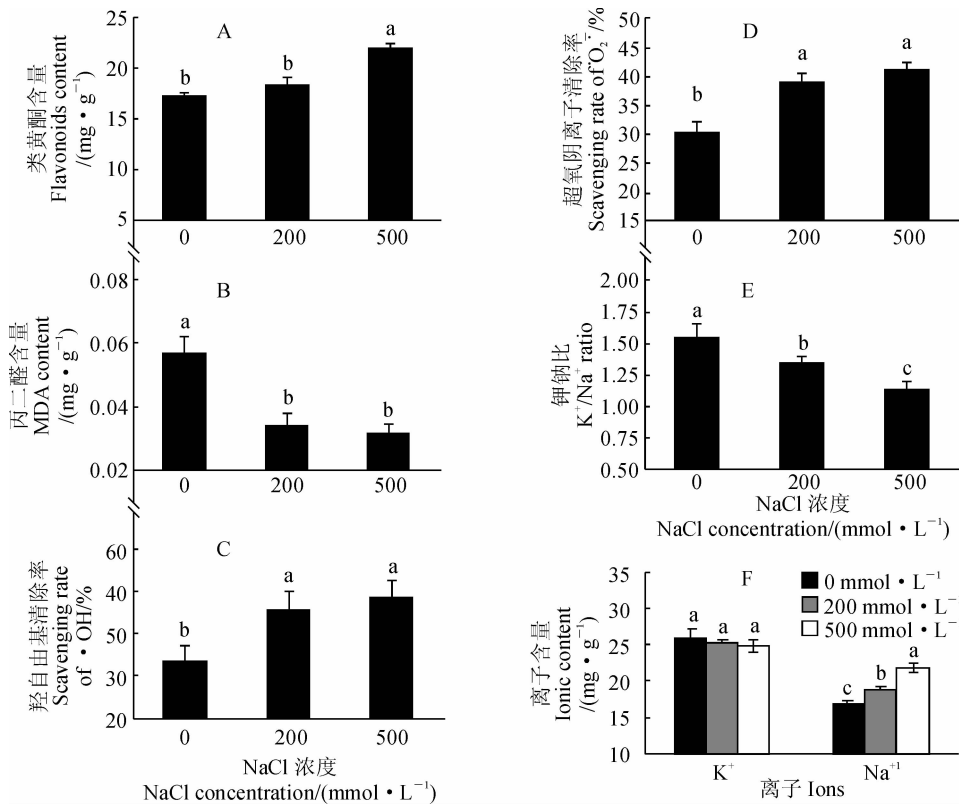 类黄酮含量
Flavonoids content
/(mg·g⁻¹)
A
25
20
15
10
5
b
b
a
0
200
500
丙二醛含量
MDA content
/(mg·g⁻¹)
B
0.08
0.06
0.04
0.02
a
b
b
0
200
500
羟自由基清除率
Scavenging rate
of ·OH/%
C
60
40
50
30
20
b
a
a
0
200
500
NaCl 浓度
NaCl concentration/(mmol·L⁻¹)
超氧阴离子清除率
Scavenging rate of O₂⁻·/%
D
50
45
40
35
30
25
20
15
b
a
a
0
200
500
钾钠比
K⁺/Na⁺ ratio
E
2.00
1.75
1.50
1.25
1.00
0.75
0.50
a
b
c
0
200
500
NaCl 浓度
NaCl concentration/(mmol·L⁻¹)
离子含量
Ionic content
/(mg·g⁻¹)
F
35
30
25
20
15
10
0 mmol·L⁻¹
200 mmol·L⁻
500 mmol·L⁻
a
a
a
c
b
a
K⁺
Na⁺¹
离子 Ions